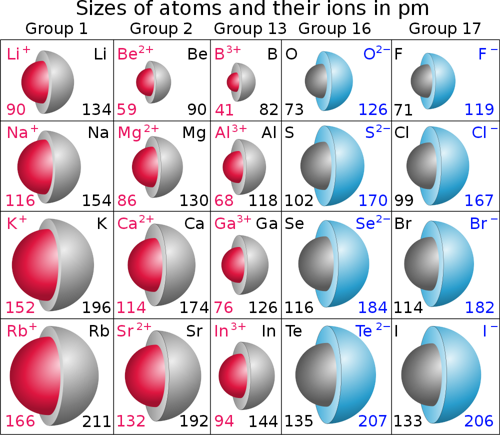 Sizes of atoms and their ions in pm
Group 1 Group 2 Group 13 Group 16 Group 17
Li⁺ Li Be²⁺ Be B³⁺ B O O²⁻ F F⁻
90 134 59 90 41 82 73 126 71 119
Na⁺ Na Mg²⁺ Mg Al³⁺ Al S S²⁻ Cl Cl⁻
116 154 86 130 68 118 102 170 99 167
K⁺ K Ca²⁺ Ca Ga³⁺ Ga Se Se²⁻ Br Br⁻
152 196 114 174 76 126 116 184 114 182
Rb⁺ Rb Sr²⁺ Sr In³⁺ In Te Te²⁻ I I⁻
166 211 132 192 94 144 135 207 133 206